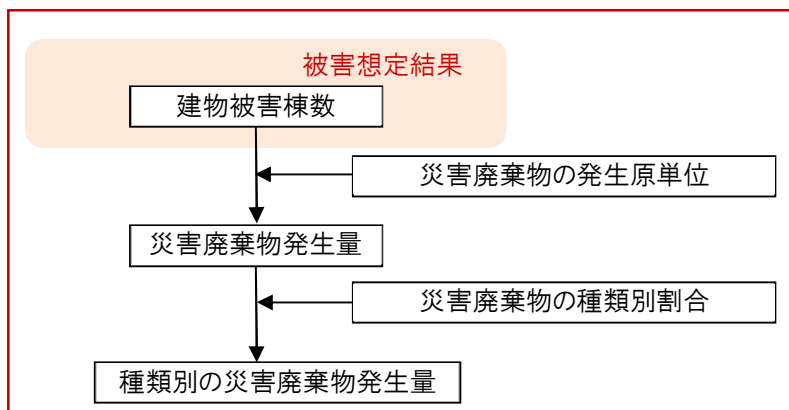 被害想定結果
建物被害棟数
災害廃棄物の発生原単位
災害廃棄物発生量
災害廃棄物の種類別割合
種類別の災害廃棄物発生量